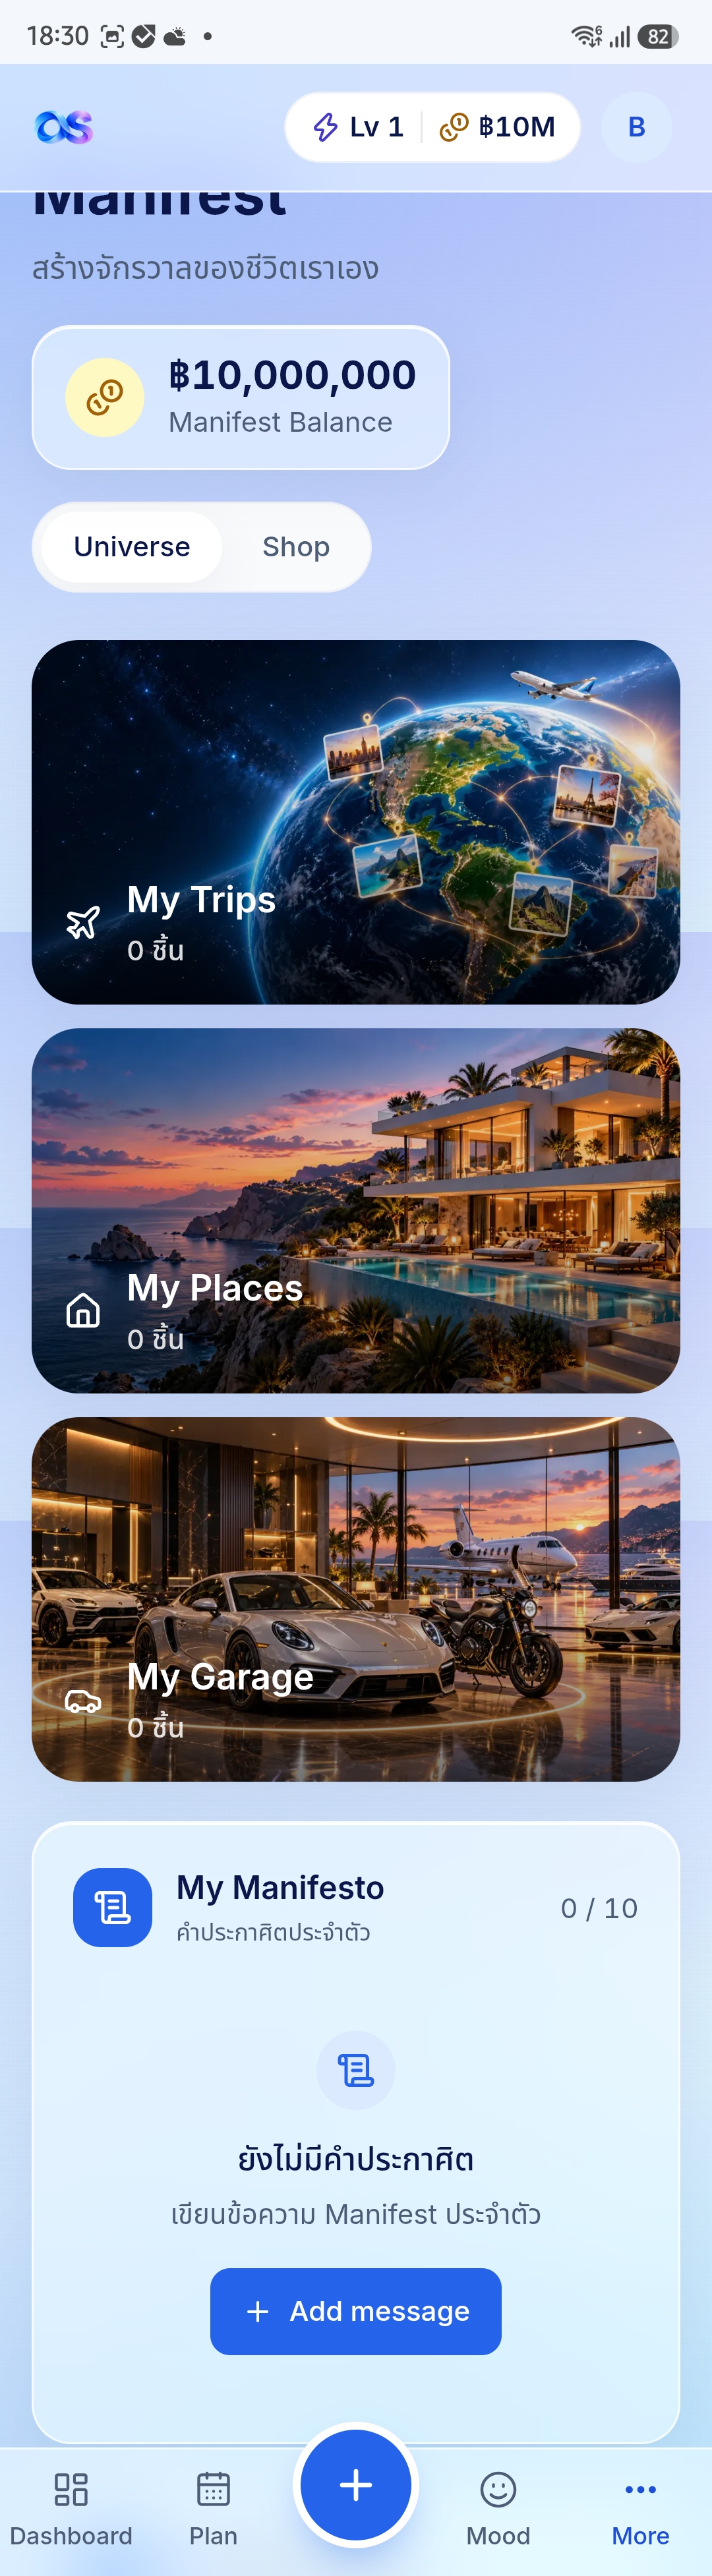 18:30
6
82
os
Lv 1
฿10M
B
Manifest
สร้างจักรวาลของชีวิตเราเอง
฿10,000,000
Manifest Balance
Universe
Shop
My Trips
0 ชิ้น
My Places
0 ชิ้น
My Garage
0 ชิ้น
My Manifesto
คำประกาศิตประจำตัว
0 / 10
ยังไม่มีคำประกาศิต
เขียนข้อความ Manifest ประจำตัว
Add message
Dashboard
Plan
Mood
More